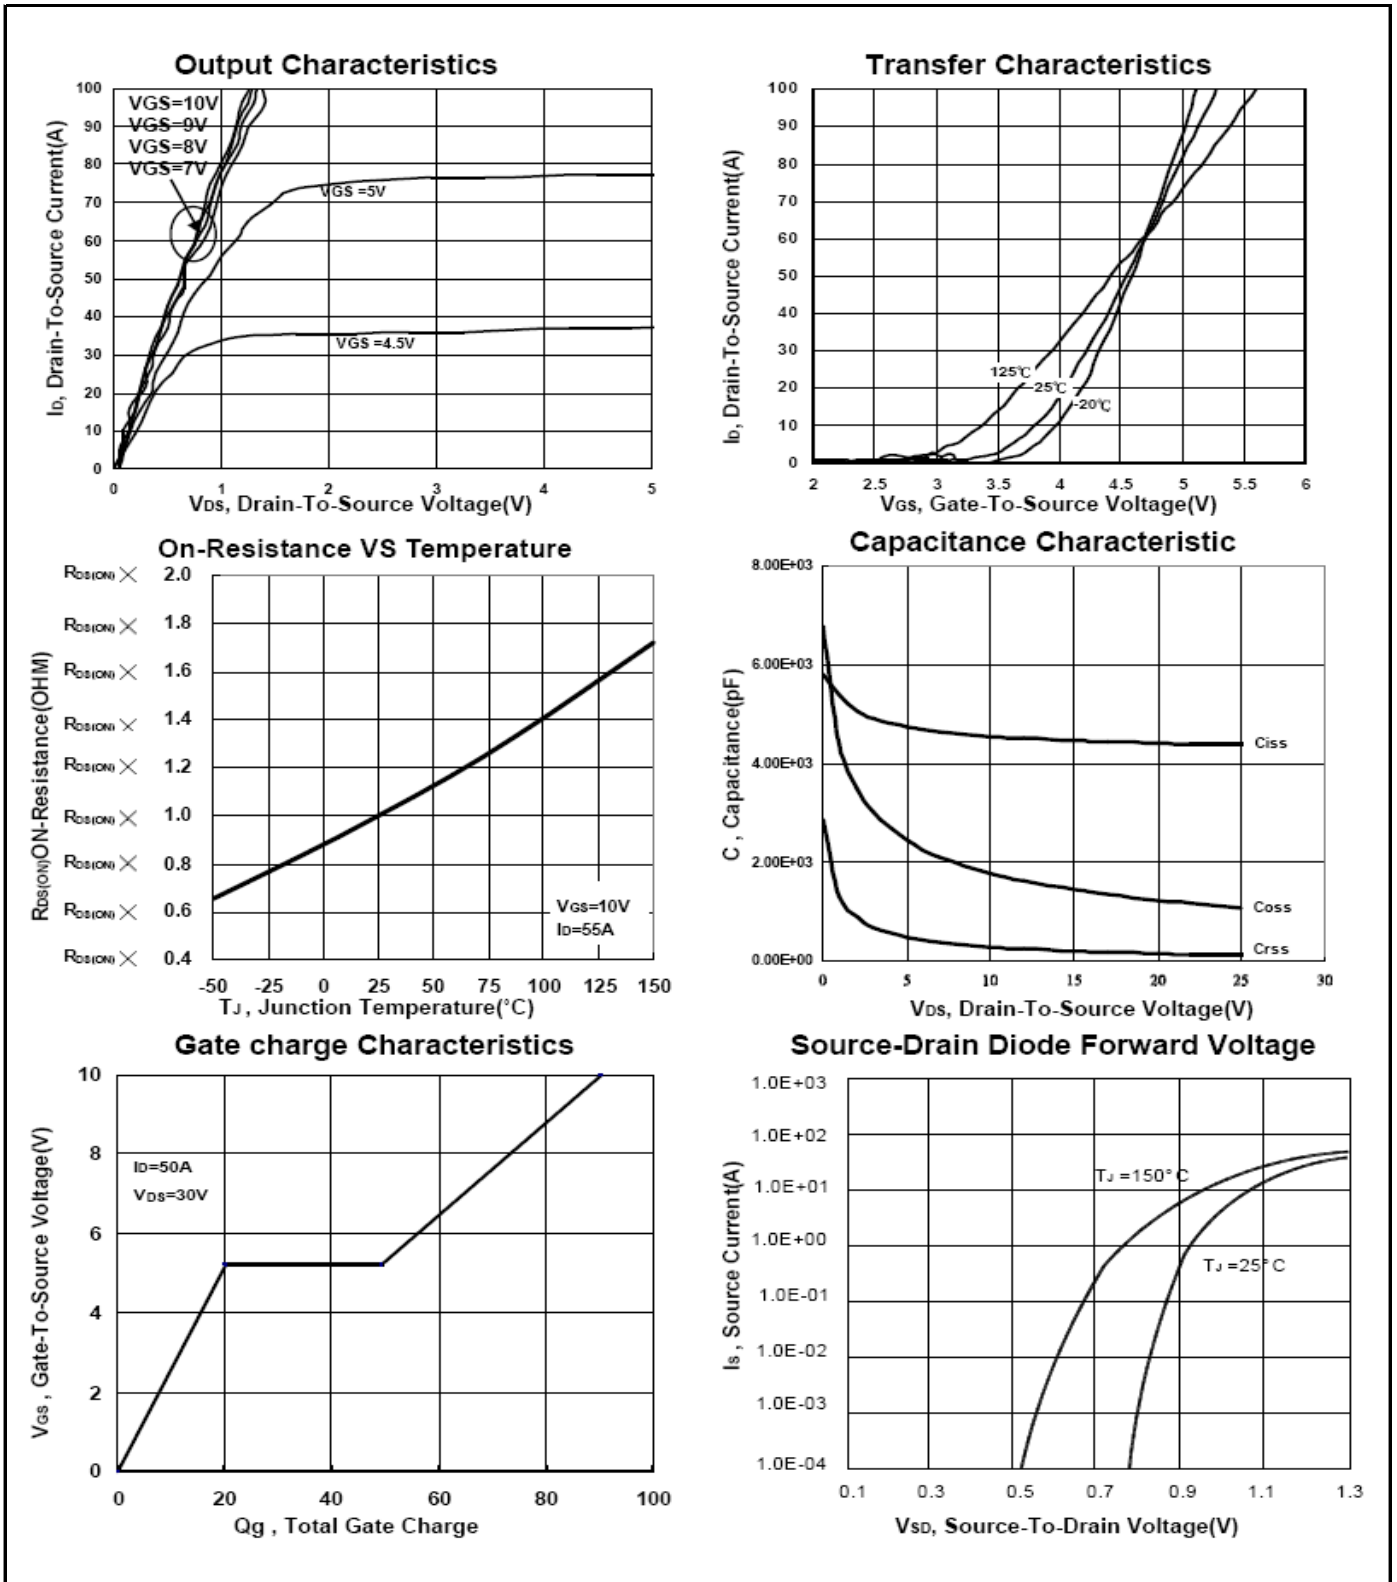 Output Characteristics
ID, Drain-To-Source Current(A)
100
90
80
70
60
50
40
30
20
10
0
VGS=10V
VGS=9V
VGS=8V
VGS=7V
VGS =5V
VGS =4.5V
0 1 2 3 4 5
VDS, Drain-To-Source Voltage(V)
Transfer Characteristics
ID, Drain-To-Source Current(A)
100
90
80
70
60
50
40
30
20
10
0
125℃
25℃
-20℃
2 2.5 3 3.5 4 4.5 5 5.5 6
VGS, Gate-To-Source Voltage(V)
On-Resistance VS Temperature
RDS(ON)ON-Resistance(OHM)
RDS(ON) × 2.0
RDS(ON) × 1.8
RDS(ON) × 1.6
RDS(ON) × 1.4
RDS(ON) × 1.2
RDS(ON) × 1.0
RDS(ON) × 0.8
RDS(ON) × 0.6
RDS(ON) × 0.4
VGS=10V
ID=55A
-50 -25 0 25 50 75 100 125 150
TJ , Junction Temperature(°C)
Capacitance Characteristic
C , Capacitance(pF)
8.00E+03
6.00E+03
4.00E+03
2.00E+03
0.00E+00
Ciss
Coss
Crss
0 5 10 15 20 25 30
VDS, Drain-To-Source Voltage(V)
Gate charge Characteristics
VGS , Gate-To-Source Voltage(V)
10
8
6
4
2
0
ID=50A
VDS=30V
0 20 40 60 80 100
Qg , Total Gate Charge
Source-Drain Diode Forward Voltage
IS , Source Current(A)
1.0E+03
1.0E+02
1.0E+01
1.0E+00
1.0E-01
1.0E-02
1.0E-03
1.0E-04
TJ =150°C
TJ =25°C
0.1 0.3 0.5 0.7 0.9 1.1 1.3
VSD, Source-To-Drain Voltage(V)